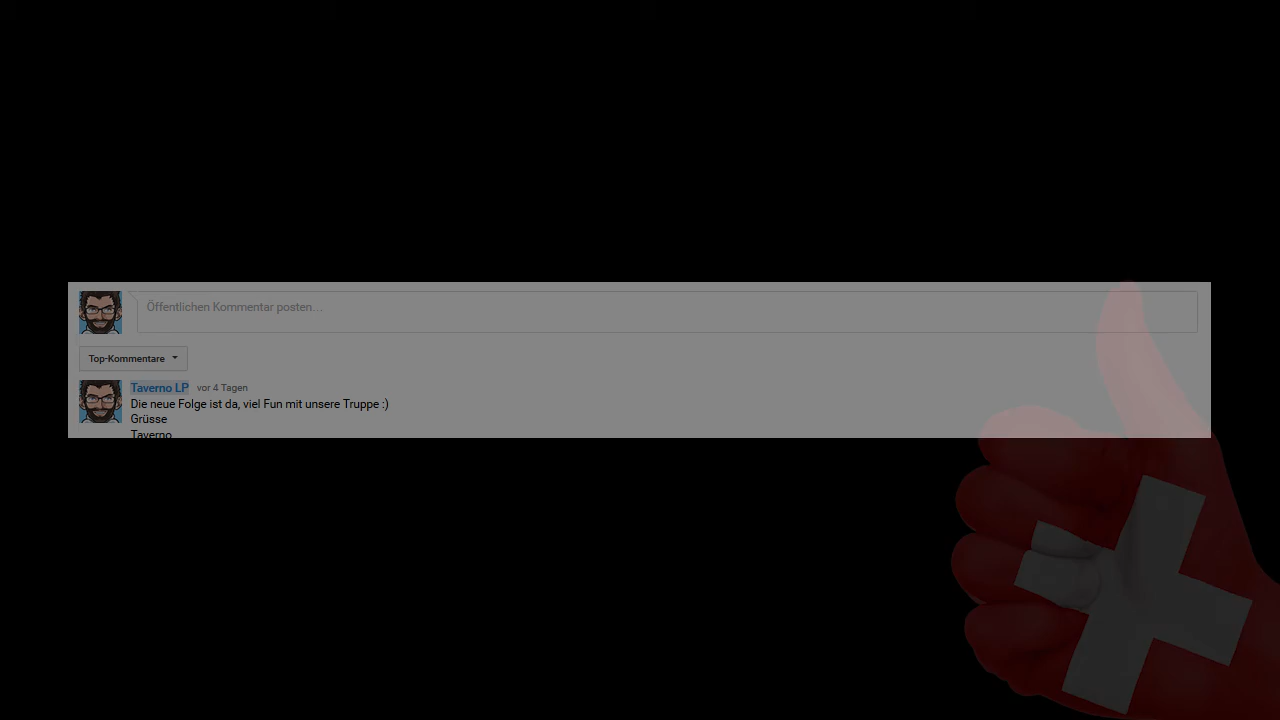 Öffentlichen Kommentar posten...
Top-Kommentare
Taverno LP vor 4 Tagen
Die neue Folge ist da, viel Fun mit unsere Truppe :)
Grüsse
Taverno